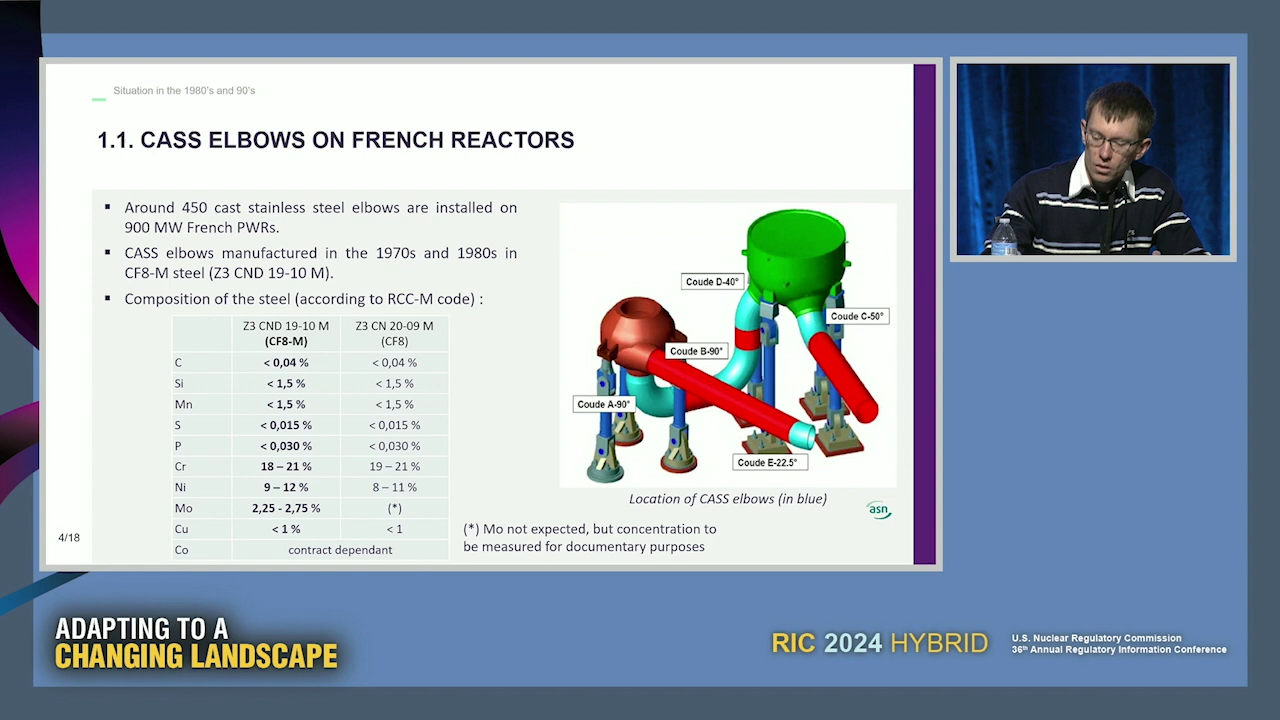 Situation in the 1980's and 90's
1.1. CASS ELBOWS ON FRENCH REACTORS
▪ Around 450 cast stainless steel elbows are installed on
900 MW French PWRs.
▪ CASS elbows manufactured in the 1970s and 1980s in
CF8-M steel (Z3 CND 19-10 M).
▪ Composition of the steel (according to RCC-M code) :
Z3 CND 19-10 M Z3 CN 20-09 M
(CF8-M) (CF8)
C < 0,04 % < 0,04 %
Si < 1,5 % < 1,5 %
Mn < 1,5 % < 1,5 %
S < 0,015 % < 0,015 %
P < 0,030 % < 0,030 %
Cr 18 – 21 % 19 – 21 %
Ni 9 – 12 % 8 – 11 %
Mo 2,25 - 2,75 % (*)
Cu < 1 % < 1
Co contract dependant
Coude D-40°
Coude C-50°
Coude B-90°
Coude A-90°
Coude E-22.5°
Location of CASS elbows (in blue)
asn
(*) Mo not expected, but concentration to
be measured for documentary purposes
4/18
ADAPTING TO A
CHANGING LANDSCAPE
RIC 2024 HYBRID
U.S. Nuclear Regulatory Commission
36th Annual Regulatory Information Conference